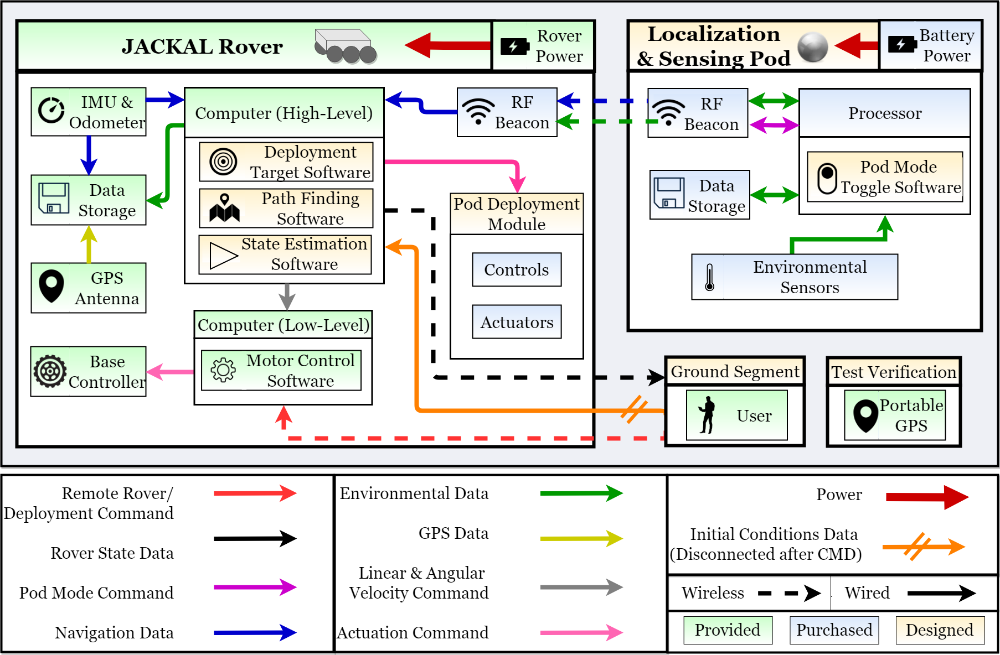 JACKAL Rover
Rover
Power
Localization
& Sensing Pod
Battery
Power
IMU &
Odometer
Computer (High-Level)
RF
Beacon
RF
Beacon
Processor
Deployment
Target Software
Pod Mode
Toggle Software
Data
Storage
Path Finding
Software
Pod Deployment
Module
Data
Storage
State Estimation
Software
Controls
Environmental
Sensors
GPS
Antenna
Actuators
Computer (Low-Level)
Motor Control
Software
Base
Controller
Ground Segment
User
Test Verification
Portable
GPS
Remote Rover/
Deployment Command
Rover State Data
Pod Mode Command
Navigation Data
Environmental Data
GPS Data
Linear & Angular
Velocity Command
Actuation Command
Power
Initial Conditions Data
(Disconnected after CMD)
Wireless
Wired
Provided
Purchased
Designed